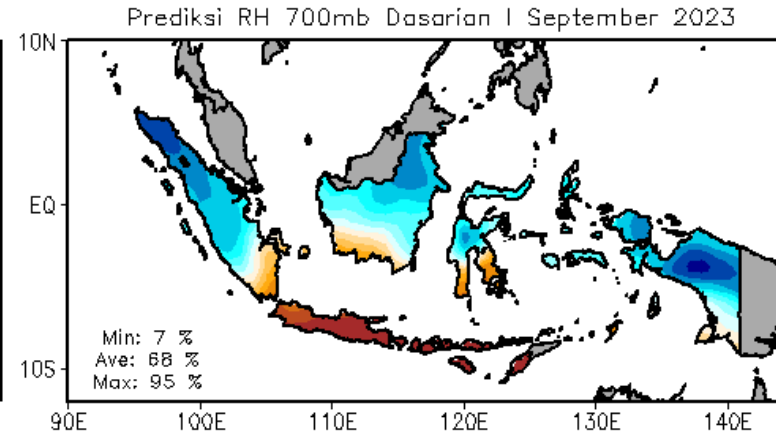 Prediksi RH 700mb Dasarian I September 2023
10N
EQ
10S
Min: 7 %
Ave: 68 %
Max: 95 %
90E 100E 110E 120E 130E 140E